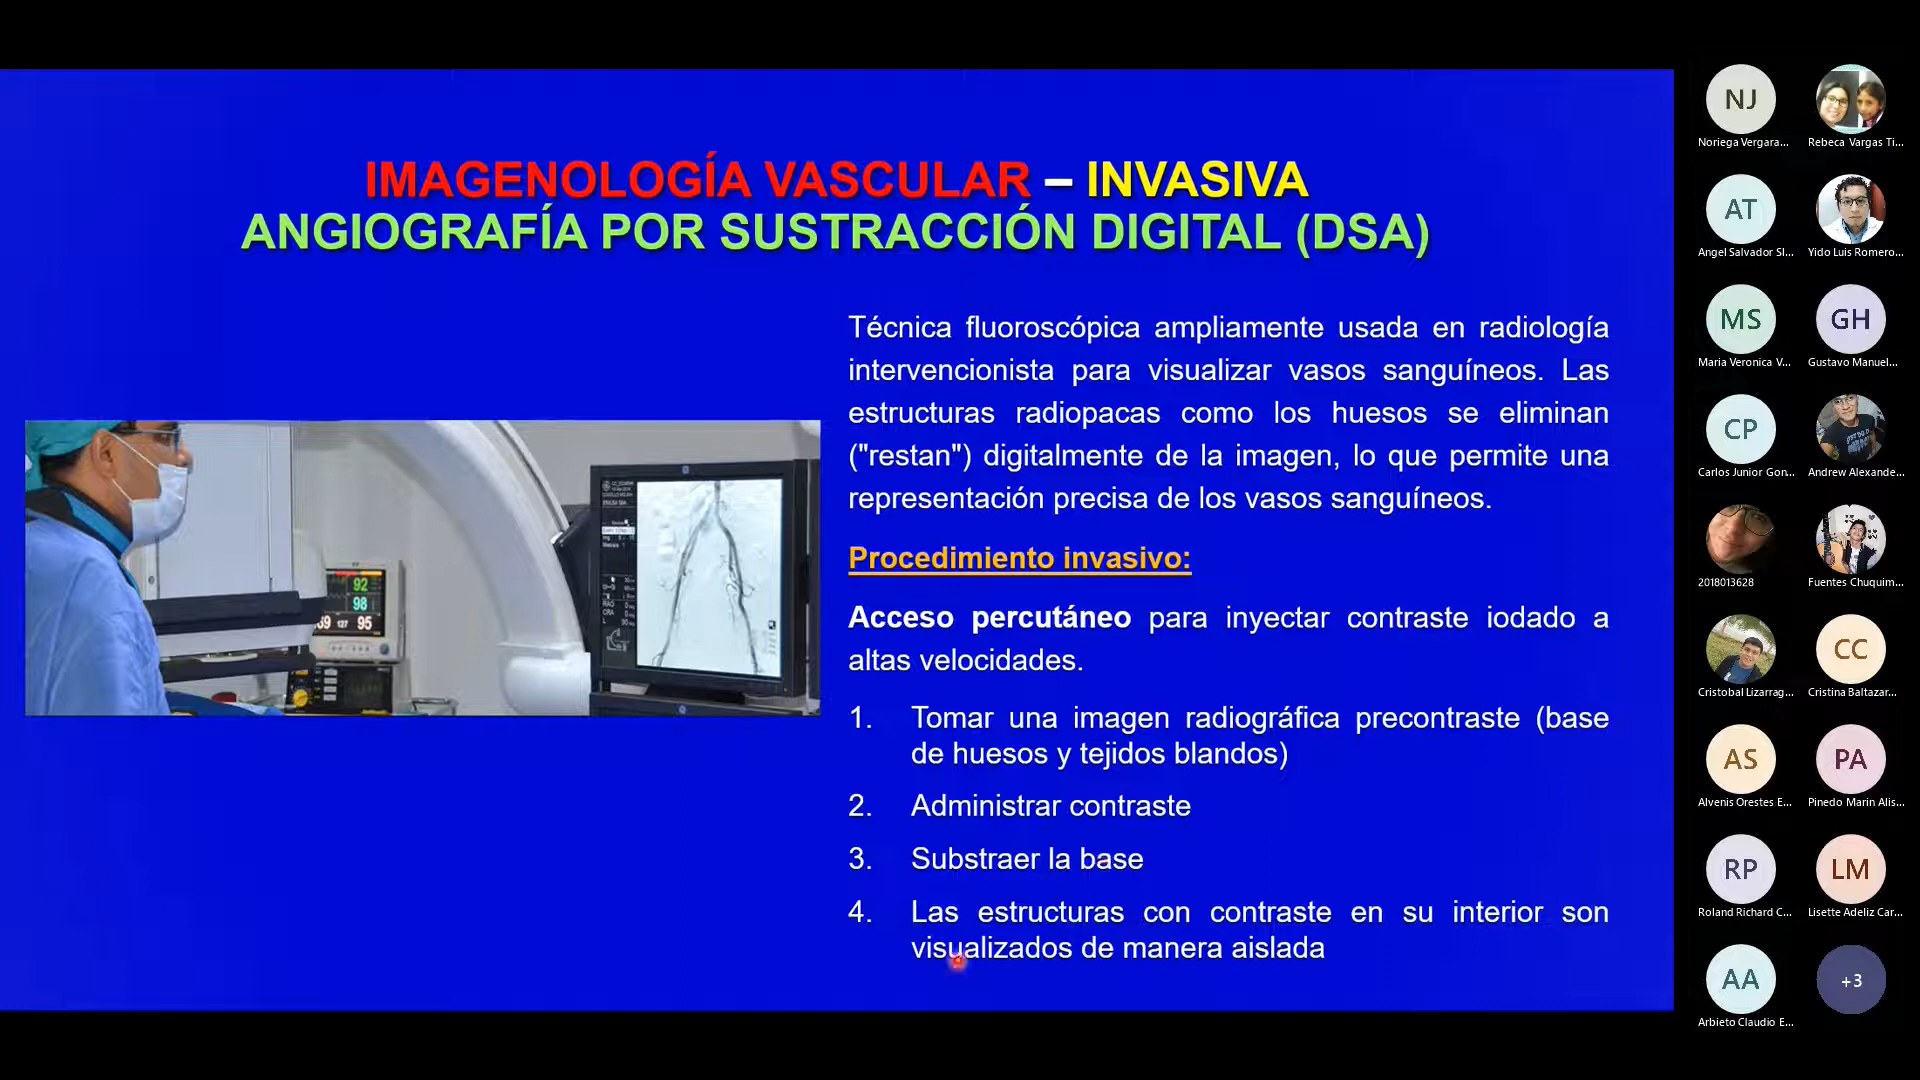 IMAGENOLOGÍA VASCULAR – INVASIVA
ANGIOGRAFÍA POR SUSTRACCIÓN DIGITAL (DSA)
Técnica fluoroscópica ampliamente usada en radiología
intervencionista para visualizar vasos sanguíneos. Las
estructuras radiopacas como los huesos se eliminan
("restan") digitalmente de la imagen, lo que permite una
representación precisa de los vasos sanguíneos.
Procedimiento invasivo:
Acceso percutáneo para inyectar contraste iodado a
altas velocidades.
1. Tomar una imagen radiográfica precontraste (base
de huesos y tejidos blandos)
2. Administrar contraste
3. Substraer la base
4. Las estructuras con contraste en su interior son
visualizados de manera aislada
92
98
127 95
RAO
CRA
L
NJ
Noriega Vergara...
Rebeca Vargas Ti...
AT
Angel Salvador Sl...
Yido Luis Romero...
MS
Maria Veronica V...
GH
Gustavo Manuel...
CP
Carlos Junior Gon...
Andrew Alexande...
2018013628
Fuentes Chuquim...
Cristobal Lizarrag...
CC
Cristina Baltazar...
AS
Alvenis Orestes E...
PA
Pinedo Marin Alis...
RP
Roland Richard C...
LM
Lisette Adeliz Car...
AA
Arbieto Claudio E...
+3